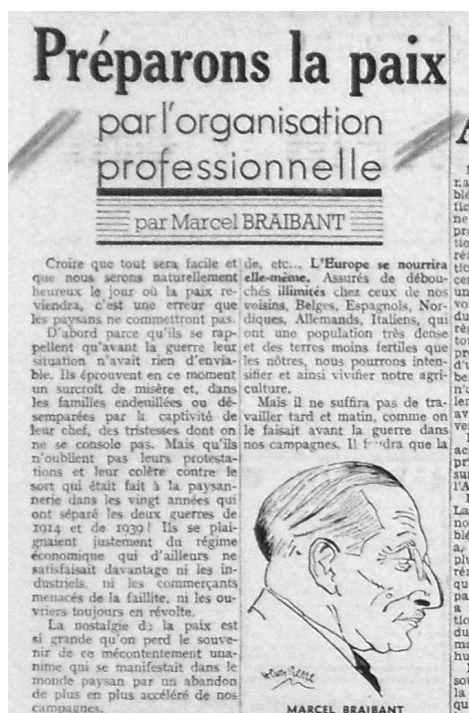 Préparons la paix
par l'organisation
professionnelle
par Marcel BRAIBANT
Croire que tout sera facile et
que nous serons naturellement
heureux le jour où la paix re-
viendra, c'est une erreur que
les paysans ne commettront pas.
D'abord parce qu'ils se rap-
pellent qu'avant la guerre leur
situation n'avait rien d'envia-
ble. Ils éprouvent en ce moment
un surcroît de misère et, dans
les familles endeuillées ou dé-
semparées par la captivité de
leur chef, des tristesses dont on
ne se console pas. Mais qu'ils
n'oublient pas leurs protesta-
tions et leur colère contre le
sort qui était fait à la paysan-
nerie dans les vingt années qui
ont séparé les deux guerres de
1914 et de 1939 ! Ils se plai-
gnaient justement du régime
économique qui d'ailleurs ne
satisfaisait davantage ni les in-
dustriels, ni les commerçants
menacés de la faillite, ni les ou-
vriers toujours en révolte.
La nostalgie de la paix est
si grande qu'on perd le souve-
nir de ce mécontentement una-
nime qui se manifestait dans le
monde paysan par un abandon
de plus en plus accéléré de nos
campagnes.
de, etc... L'Europe se nourrira
elle-même. Assurés de débou-
chés illimités chez ceux de nos
voisins, Belges, Espagnols, Nor-
diques, Allemands, Italiens, qui
ont une population très dense
et des terres moins fertiles que
les nôtres, nous pourrons inten-
sifier et ainsi vivifier notre agri-
culture.
Mais il ne suffira pas de tra-
vailler tard et matin, comme on
le faisait avant la guerre dans
nos campagnes. Il faudra que la
MARCEL BRAIBANT